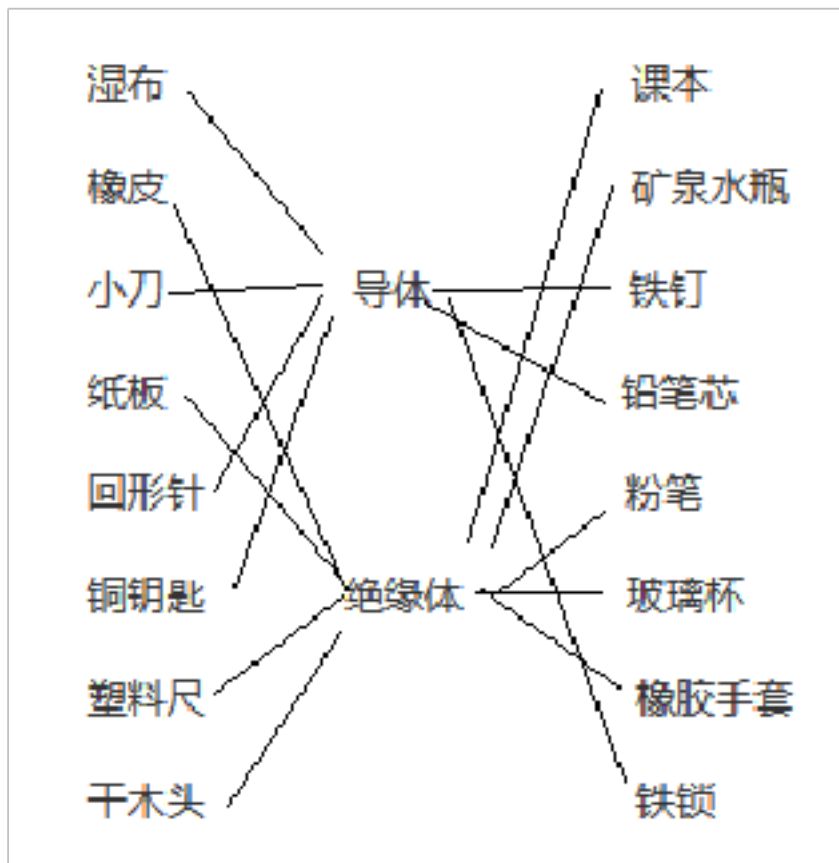 湿布
课本
橡皮
矿泉水瓶
小刀
导体
铁钉
纸板
铅笔芯
回形针
粉笔
铜钥匙
绝缘体
玻璃杯
塑料尺
橡胶手套
干木头
铁锁